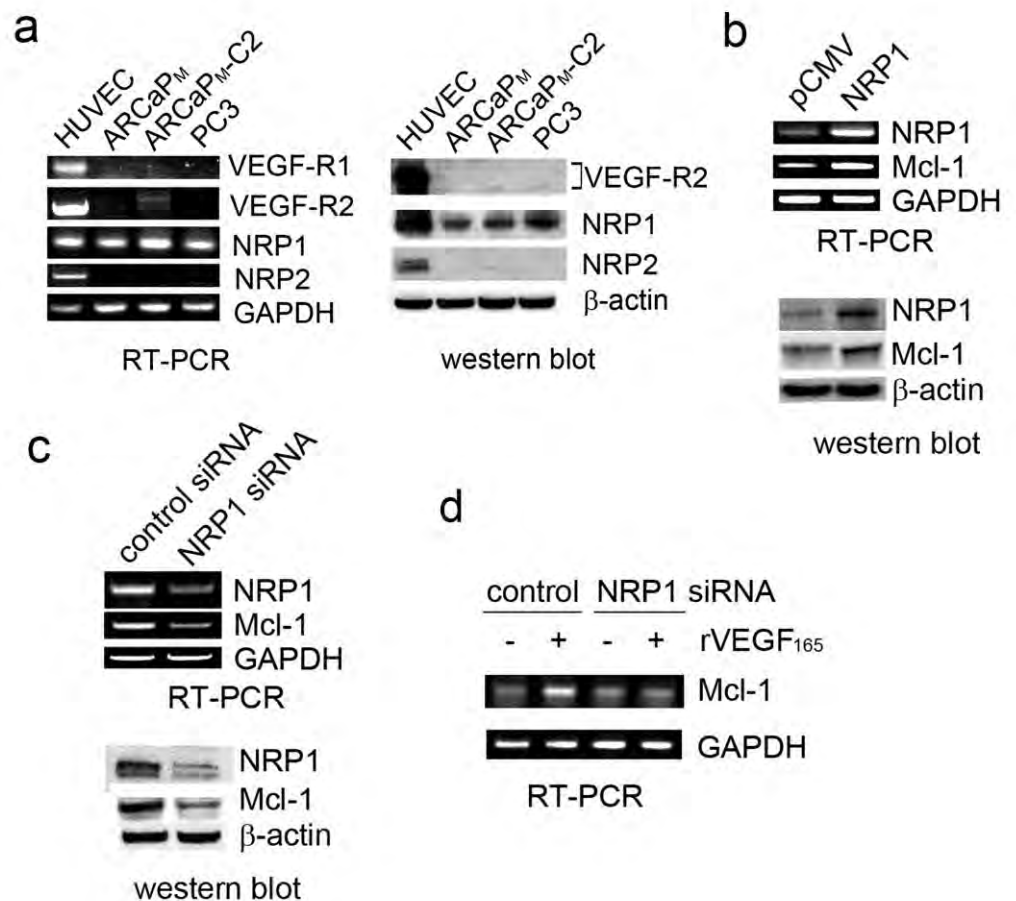 a
HUVEC
ARCaPM
ARCaPM-C2
PC3
VEGF-R1
VEGF-R2
NRP1
NRP2
GAPDH
RT-PCR
HUVEC
ARCaPM
ARCaPM-C2
PC3
VEGF-R2
NRP1
NRP2
β-actin
western blot
b
pCMV
NRP1
NRP1
Mcl-1
GAPDH
RT-PCR
NRP1
Mcl-1
β-actin
western blot
c
control siRNA
NRP1 siRNA
NRP1
Mcl-1
GAPDH
RT-PCR
NRP1
Mcl-1
β-actin
western blot
d
control NRP1 siRNA
- + - + rVEGF165
Mcl-1
GAPDH
RT-PCR